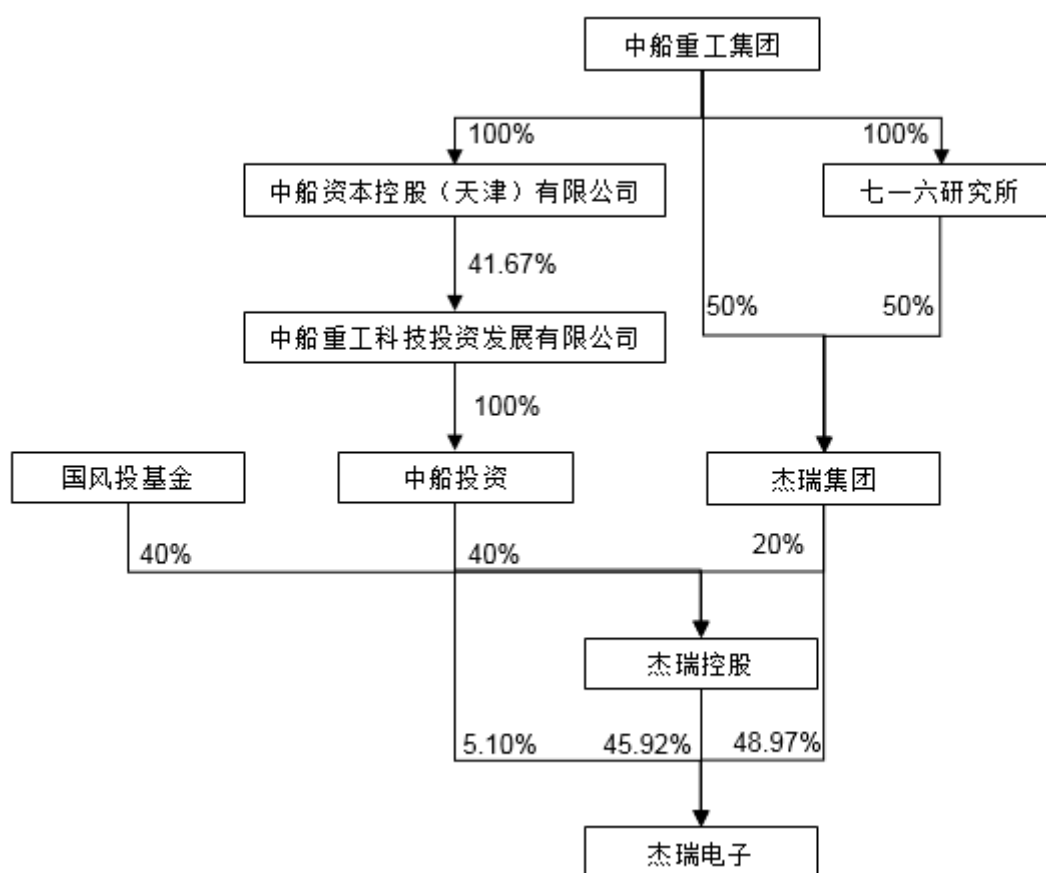 中船重工集团
100%
100%
中船资本控股（天津）有限公司
七一六研究所
41.67%
50%
50%
中船重工科技投资发展有限公司
100%
国风投基金
中船投资
杰瑞集团
40%
40%
20%
杰瑞控股
5.10%
45.92%
48.97%
杰瑞电子